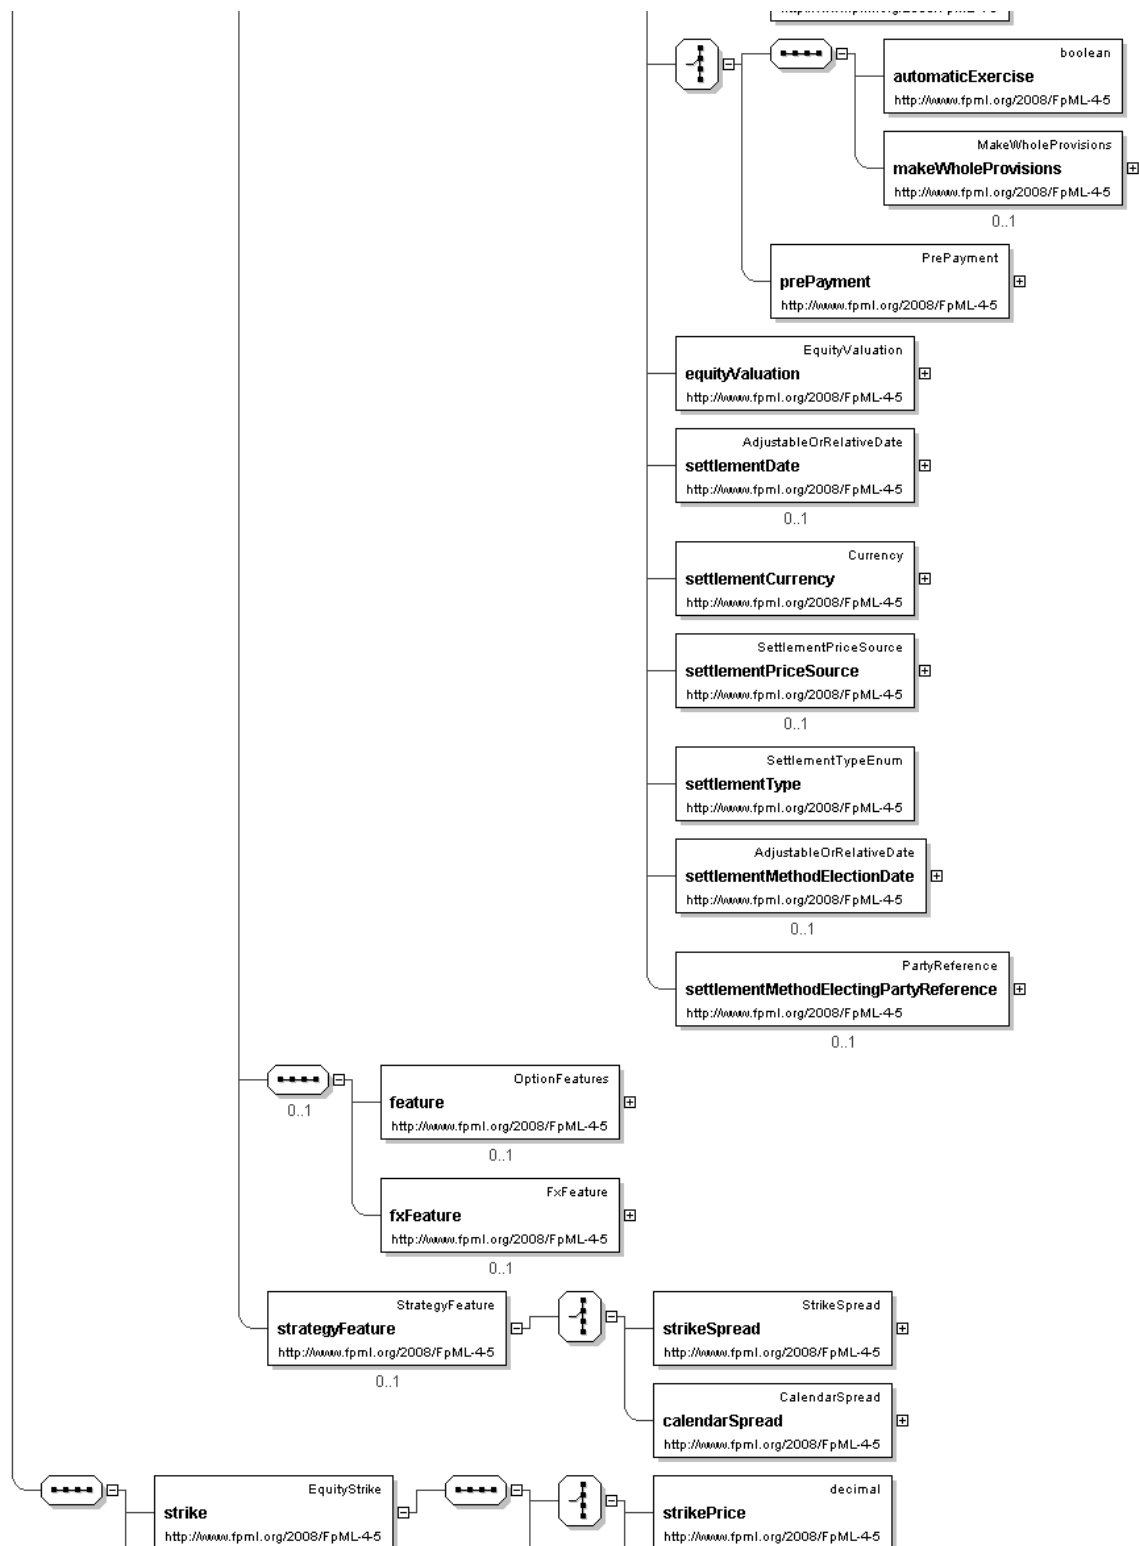 http://www.fpml.org/2008/FpML-4-5
boolean
automaticExercise
http://www.fpml.org/2008/FpML-4-5
MakeWholeProvisions
makeWholeProvisions
http://www.fpml.org/2008/FpML-4-5
0..1
PrePayment
prePayment
http://www.fpml.org/2008/FpML-4-5
EquityValuation
equityValuation
http://www.fpml.org/2008/FpML-4-5
AdjustableOrRelativeDate
settlementDate
http://www.fpml.org/2008/FpML-4-5
0..1
Currency
settlementCurrency
http://www.fpml.org/2008/FpML-4-5
SettlementPriceSource
settlementPriceSource
http://www.fpml.org/2008/FpML-4-5
0..1
SettlementTypeEnum
settlementType
http://www.fpml.org/2008/FpML-4-5
AdjustableOrRelativeDate
settlementMethodElectionDate
http://www.fpml.org/2008/FpML-4-5
0..1
PartyReference
settlementMethodElectingPartyReference
http://www.fpml.org/2008/FpML-4-5
0..1
0..1
OptionFeatures
feature
http://www.fpml.org/2008/FpML-4-5
0..1
FxFeature
fxFeature
http://www.fpml.org/2008/FpML-4-5
0..1
StrategyFeature
strategyFeature
http://www.fpml.org/2008/FpML-4-5
0..1
StrikeSpread
strikeSpread
http://www.fpml.org/2008/FpML-4-5
CalendarSpread
calendarSpread
http://www.fpml.org/2008/FpML-4-5
EquityStrike
strike
http://www.fpml.org/2008/FpML-4-5
decimal
strikePrice
http://www.fpml.org/2008/FpML-4-5